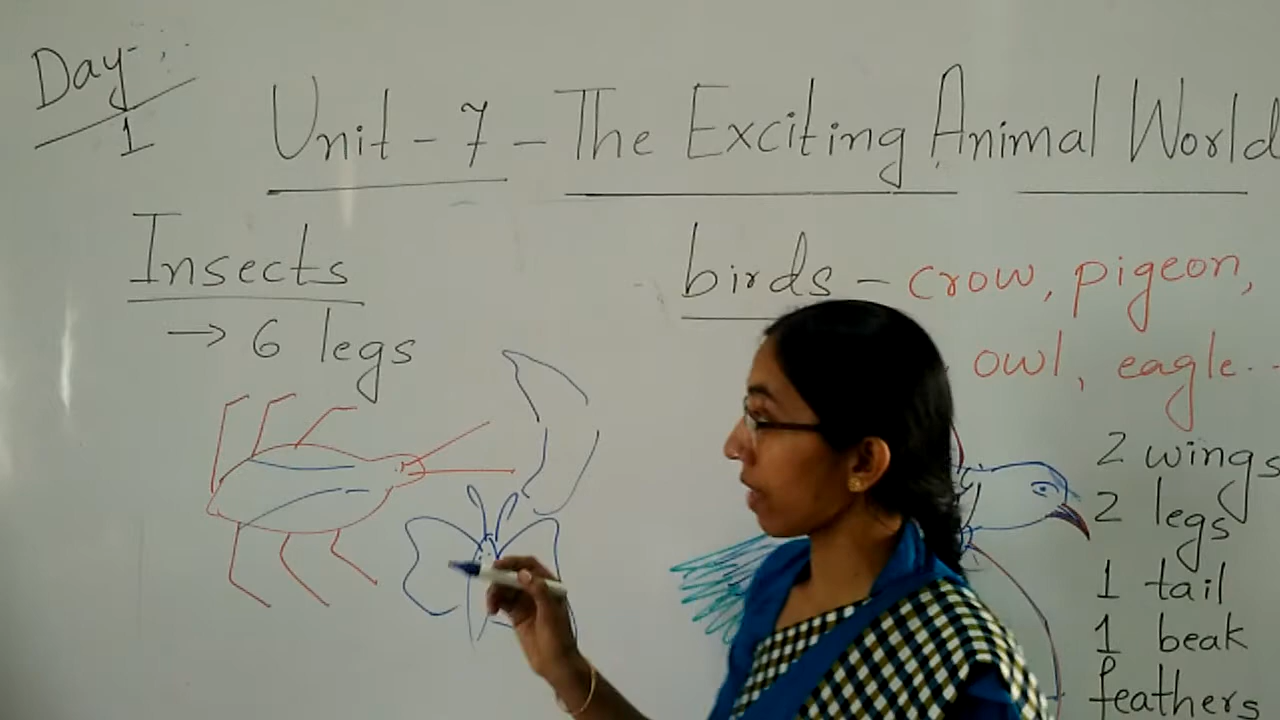 Day:
1
Unit - 7 - The Exciting Animal World
Insects
→ 6 legs
birds - crow, pigeon,
owl, eagle..
2 wings
2 legs
1 tail
1 beak
feathers